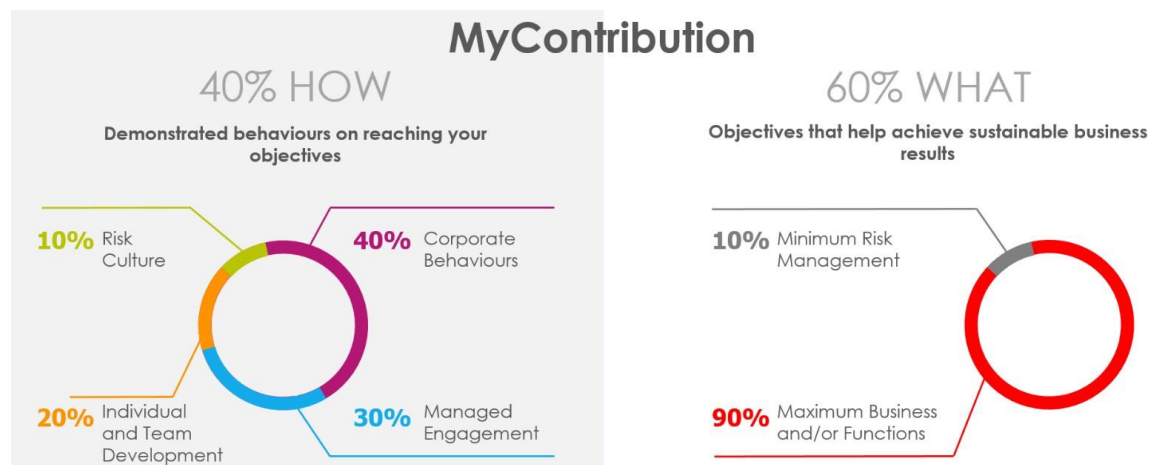 MyContribution
40% HOW
Demonstrated behaviours on reaching your
objectives
10% Risk
Culture
40% Corporate
Behaviours
20% Individual
and Team
Development
30% Managed
Engagement
60% WHAT
Objectives that help achieve sustainable business
results
10% Minimum Risk
Management
90% Maximum Business
and/or Functions